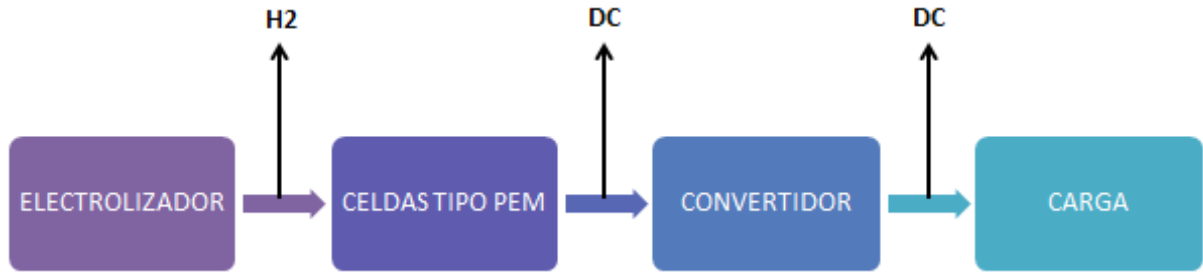 H2
DC
DC
ELECTROLIZADOR
CELDAS TIPO PEM
CONVERTIDOR
CARGA